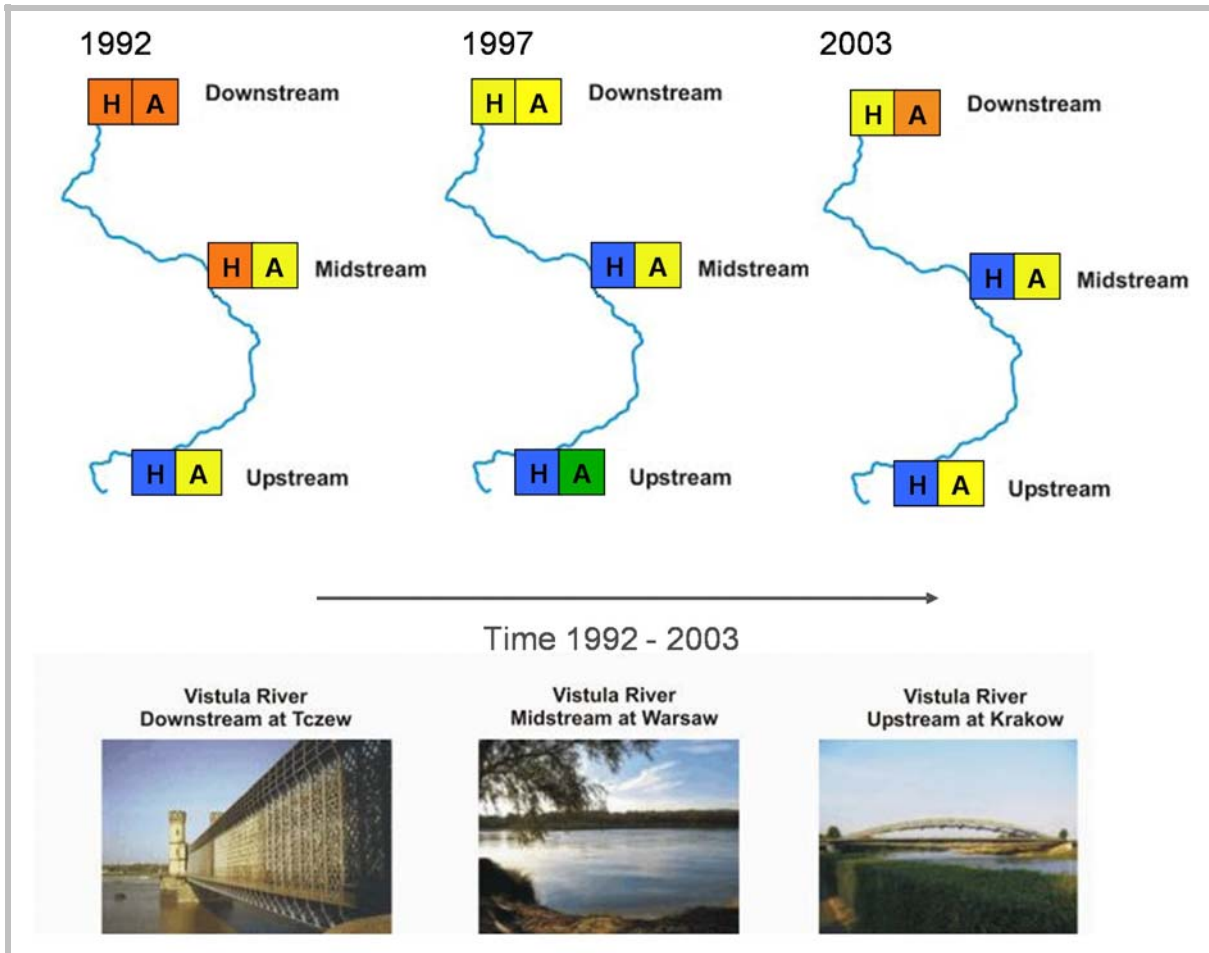 1992
1997
2003
H A Downstream
H A Downstream
H A Downstream
H A Midstream
H A Midstream
H A Midstream
H A Upstream
H A Upstream
H A Upstream
Time 1992 - 2003
Vistula River
Downstream at Tczew
Vistula River
Midstream at Warsaw
Vistula River
Upstream at Krakow